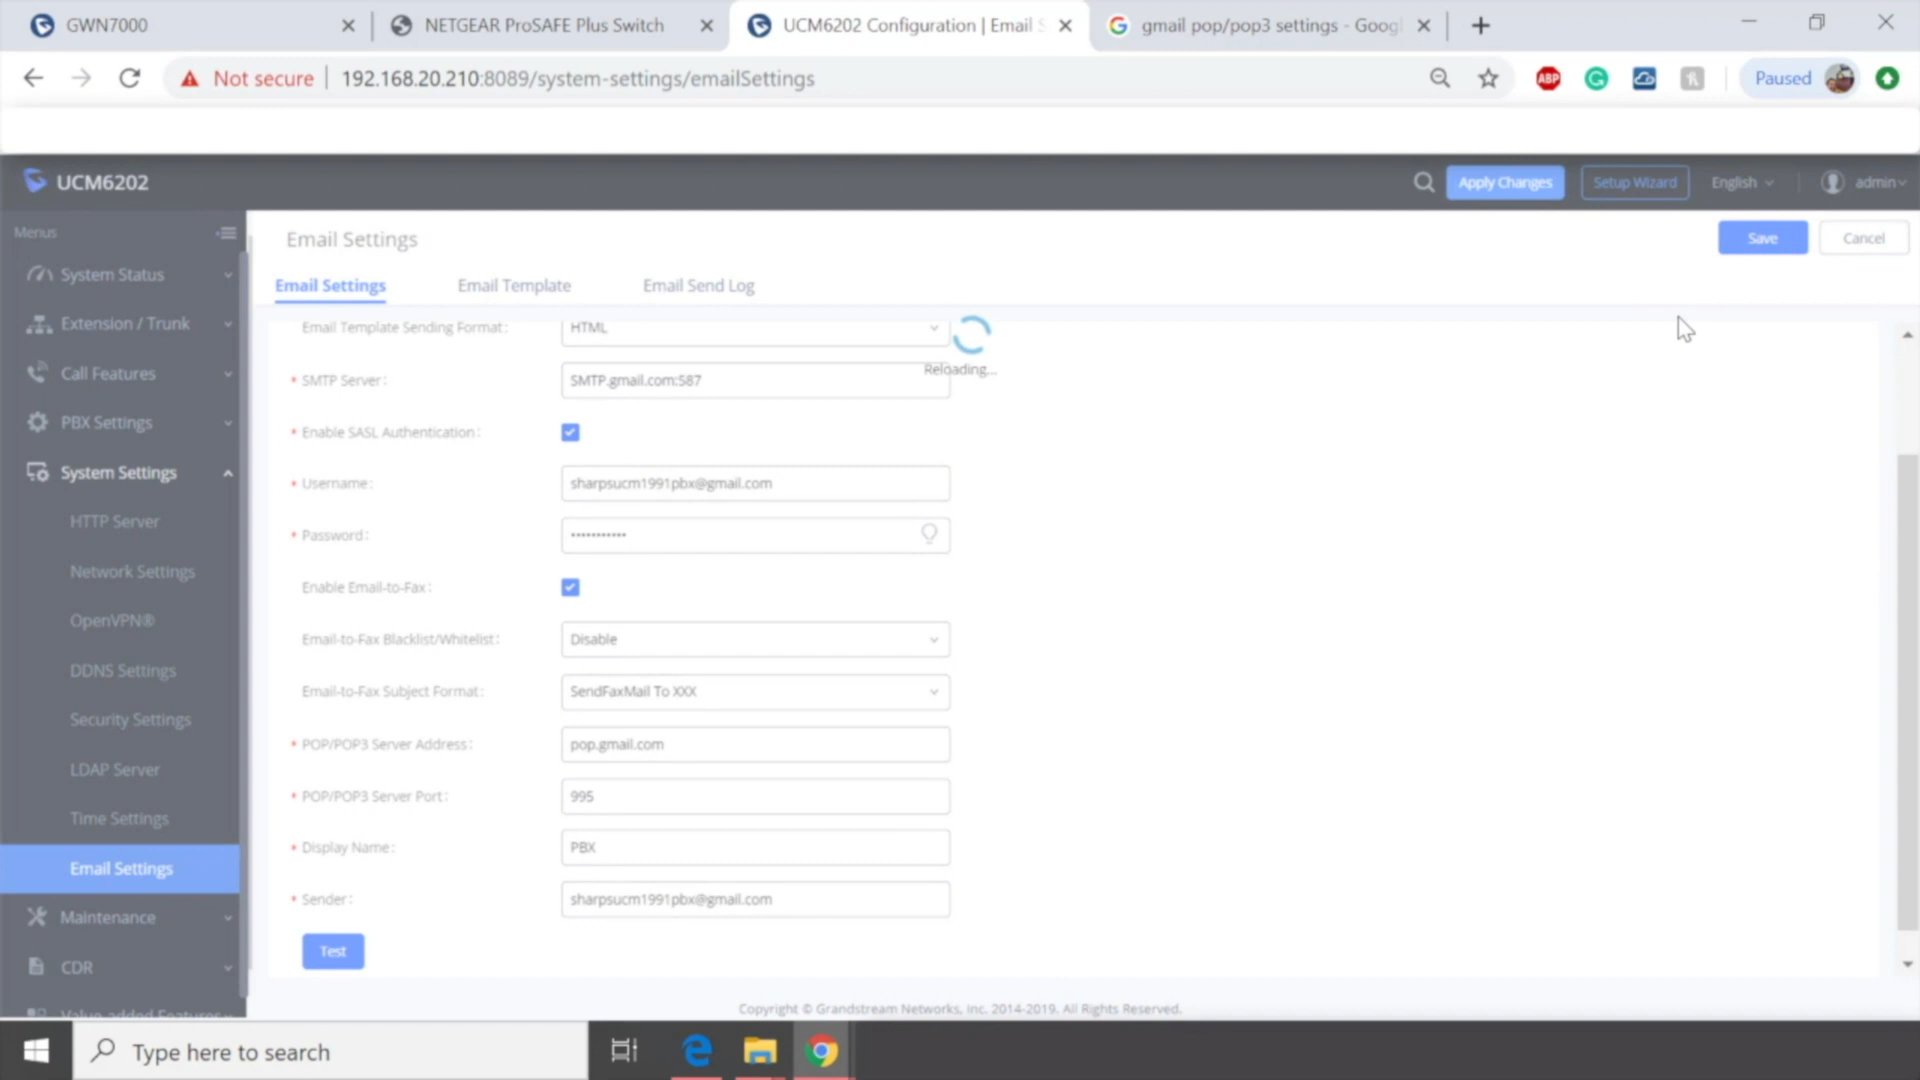 GWN7000
NETGEAR ProSAFE Plus Switch
UCM6202 Configuration | Email S
gmail pop/pop3 settings - Goog
Not secure
192.168.20.210:8089/system-settings/emailSettings
ABP
Paused
UCM6202
Apply Changes
Setup Wizard
English
admin
Menus
System Status
Extension / Trunk
Call Features
PBX Settings
System Settings
HTTP Server
Network Settings
OpenVPN®
DDNS Settings
Security Settings
LDAP Server
Time Settings
Email Settings
Maintenance
CDR
Value-added Features
Email Settings
Save
Cancel
Email Settings
Email Template
Email Send Log
Email Template Sending Format:
HTML
Reloading...
* SMTP Server:
SMTP.gmail.com:587
* Enable SASL Authentication:
* Username:
sharpsucm1991pbx@gmail.com
* Password:
•••••••••••
Enable Email-to-Fax:
Email-to-Fax Blacklist/Whitelist:
Disable
Email-to-Fax Subject Format:
SendFaxMail To XXX
* POP/POP3 Server Address:
pop.gmail.com
* POP/POP3 Server Port:
995
* Display Name:
PBX
* Sender:
sharpsucm1991pbx@gmail.com
Test
Copyright © Grandstream Networks, Inc. 2014-2019. All Rights Reserved.
Type here to search